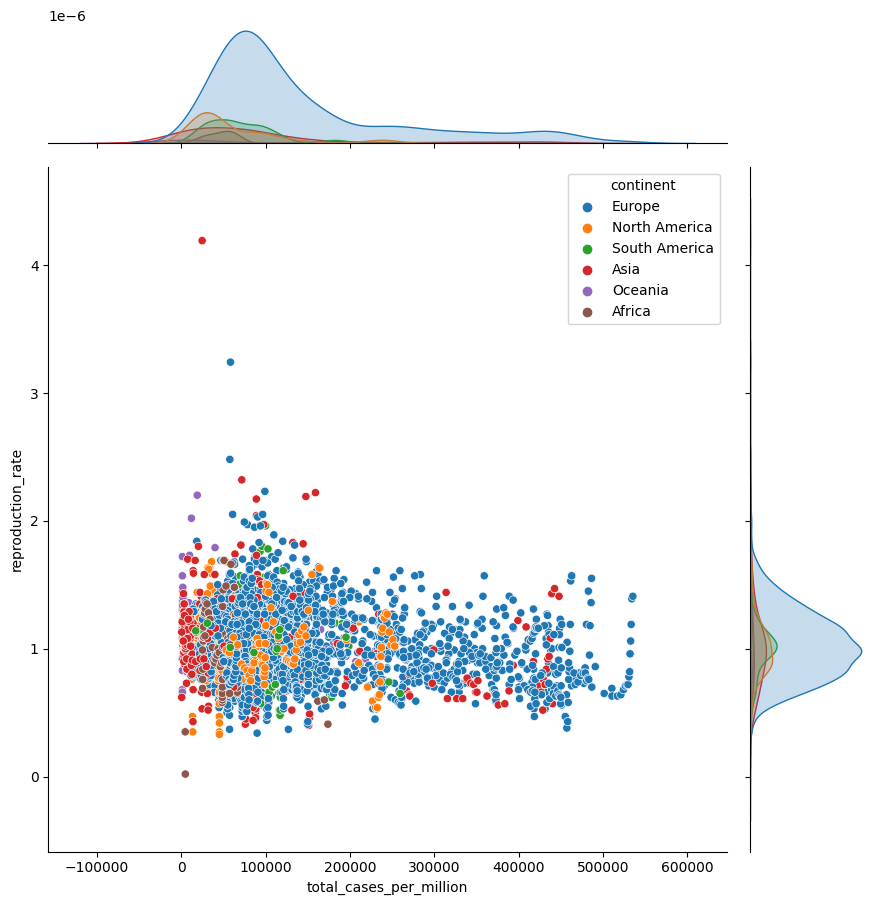 1e−6
continent
Europe
North America
South America
Asia
Oceania
Africa
4
3
2
1
0
reproduction_rate
−100000 0 100000 200000 300000 400000 500000 600000
total_cases_per_million